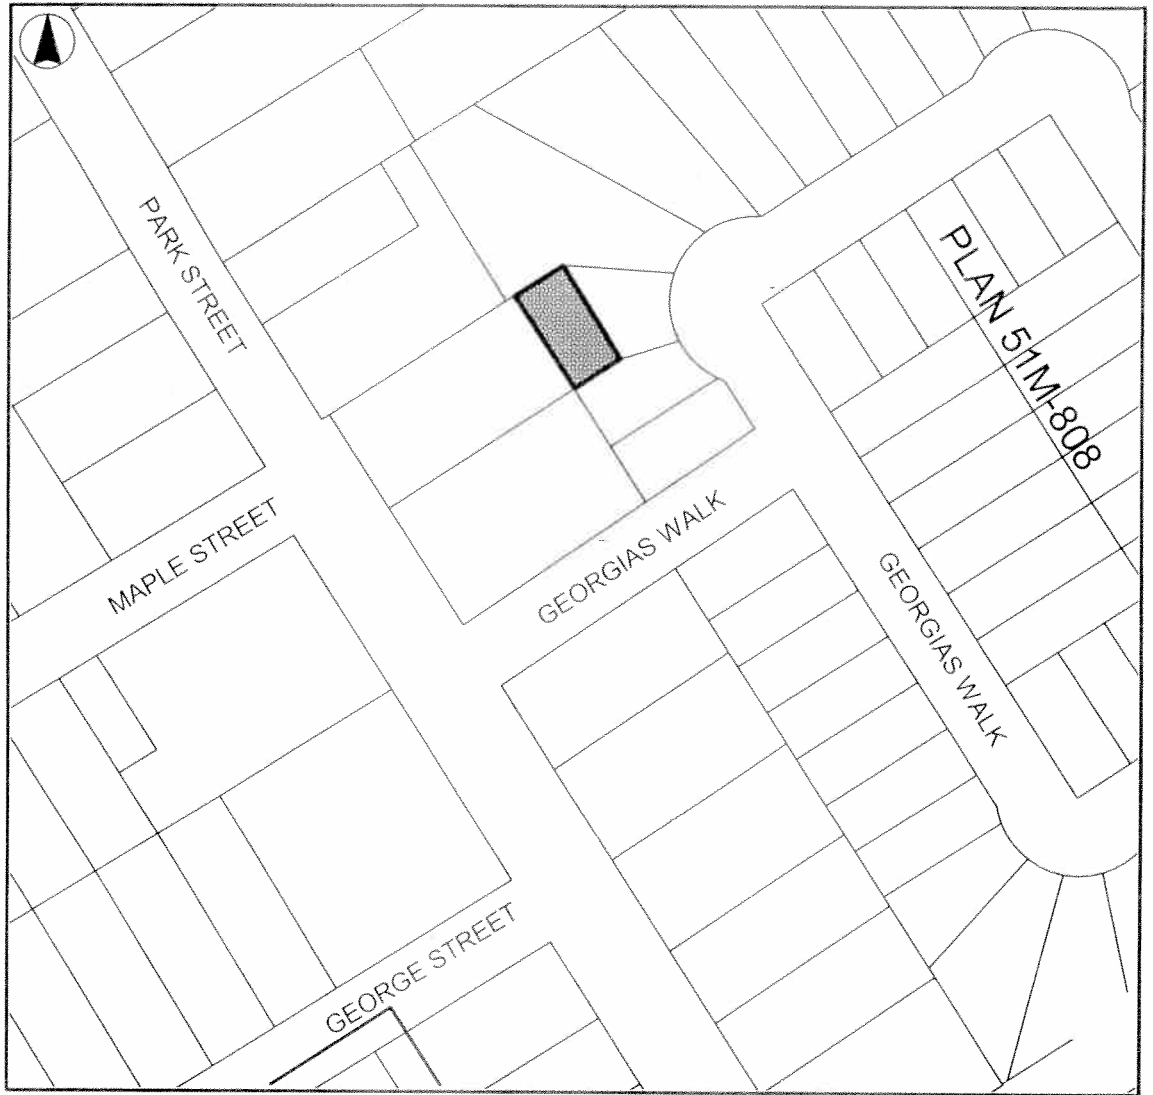 PARK STREET
PLAN 51M-808
MAPLE STREET
GEORGIAS WALK
GEORGIAS WALK
GEORGE STREET